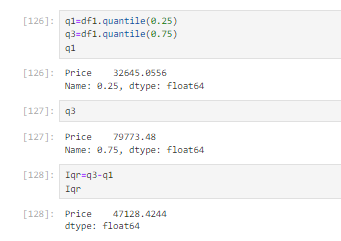 [126]: q1=df1.quantile(0.25)
q3=df1.quantile(0.75)
q1
[126]: Price    32645.0556
Name: 0.25, dtype: float64
[127]: q3
[127]: Price    79773.48
Name: 0.75, dtype: float64
[128]: Iqr=q3-q1
Iqr
[128]: Price    47128.4244
dtype: float64